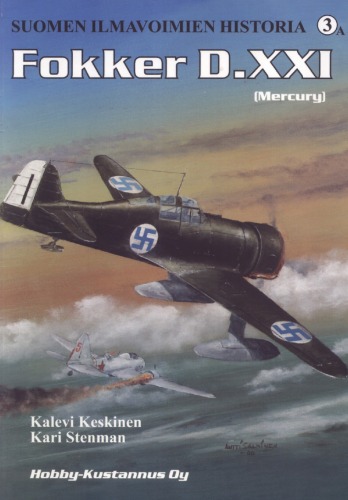 SUOMEN ILMAVOIMIEN HISTORIA 3A
Fokker D.XXI
(Mercury)
Kalevi Keskinen
Kari Stenman
Hobby-Kustannus Oy